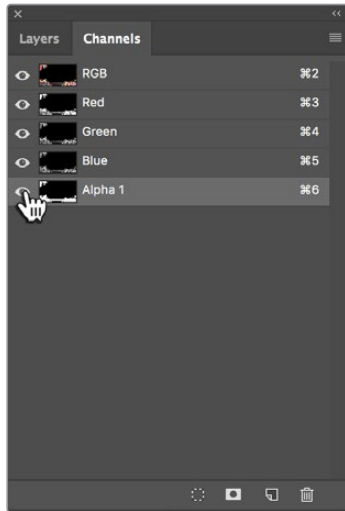 Layers Channels
RGB ⌘2
Red ⌘3
Green ⌘4
Blue ⌘5
Alpha 1 ⌘6